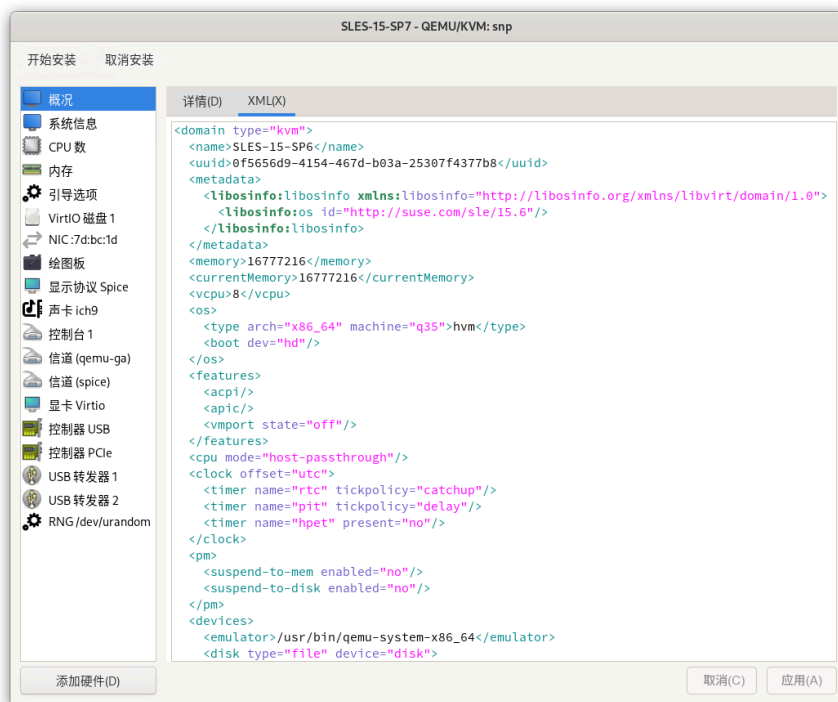 SLES-15-SP7 - QEMU/KVM: snp
开始安装 取消安装
概况
系统信息
CPU 数
内存
引导选项
VirtIO 磁盘 1
NIC :7d:bc:1d
绘图板
显示协议 Spice
声卡 ich9
控制台 1
信道 (qemu-ga)
信道 (spice)
显卡 Virtio
控制器 USB
控制器 PCIe
USB 转发器 1
USB 转发器 2
RNG /dev/urandom
添加硬件(D)
详情(D) XML(X)
<domain type="kvm">
  <name>SLES-15-SP6</name>
  <uuid>0f5656d9-4154-467d-b03a-25307f4377b8</uuid>
  <metadata>
    <libosinfo:libosinfo xmlns:libosinfo="http://libosinfo.org/xmlns/libvirt/domain/1.0">
      <libosinfo:os id="http://suse.com/sle/15.6"/>
    </libosinfo:libosinfo>
  </metadata>
  <memory>16777216</memory>
  <currentMemory>16777216</currentMemory>
  <vcpu>8</vcpu>
  <os>
    <type arch="x86_64" machine="q35">hvm</type>
    <boot dev="hd"/>
  </os>
  <features>
    <acpi/>
    <apic/>
    <vmport state="off"/>
  </features>
  <cpu mode="host-passthrough"/>
  <clock offset="utc">
    <timer name="rtc" tickpolicy="catchup"/>
    <timer name="pit" tickpolicy="delay"/>
    <timer name="hpet" present="no"/>
  </clock>
  <pm>
    <suspend-to-mem enabled="no"/>
    <suspend-to-disk enabled="no"/>
  </pm>
  <devices>
    <emulator>/usr/bin/qemu-system-x86_64</emulator>
    <disk type="file" device="disk">
取消(C) 应用(A)